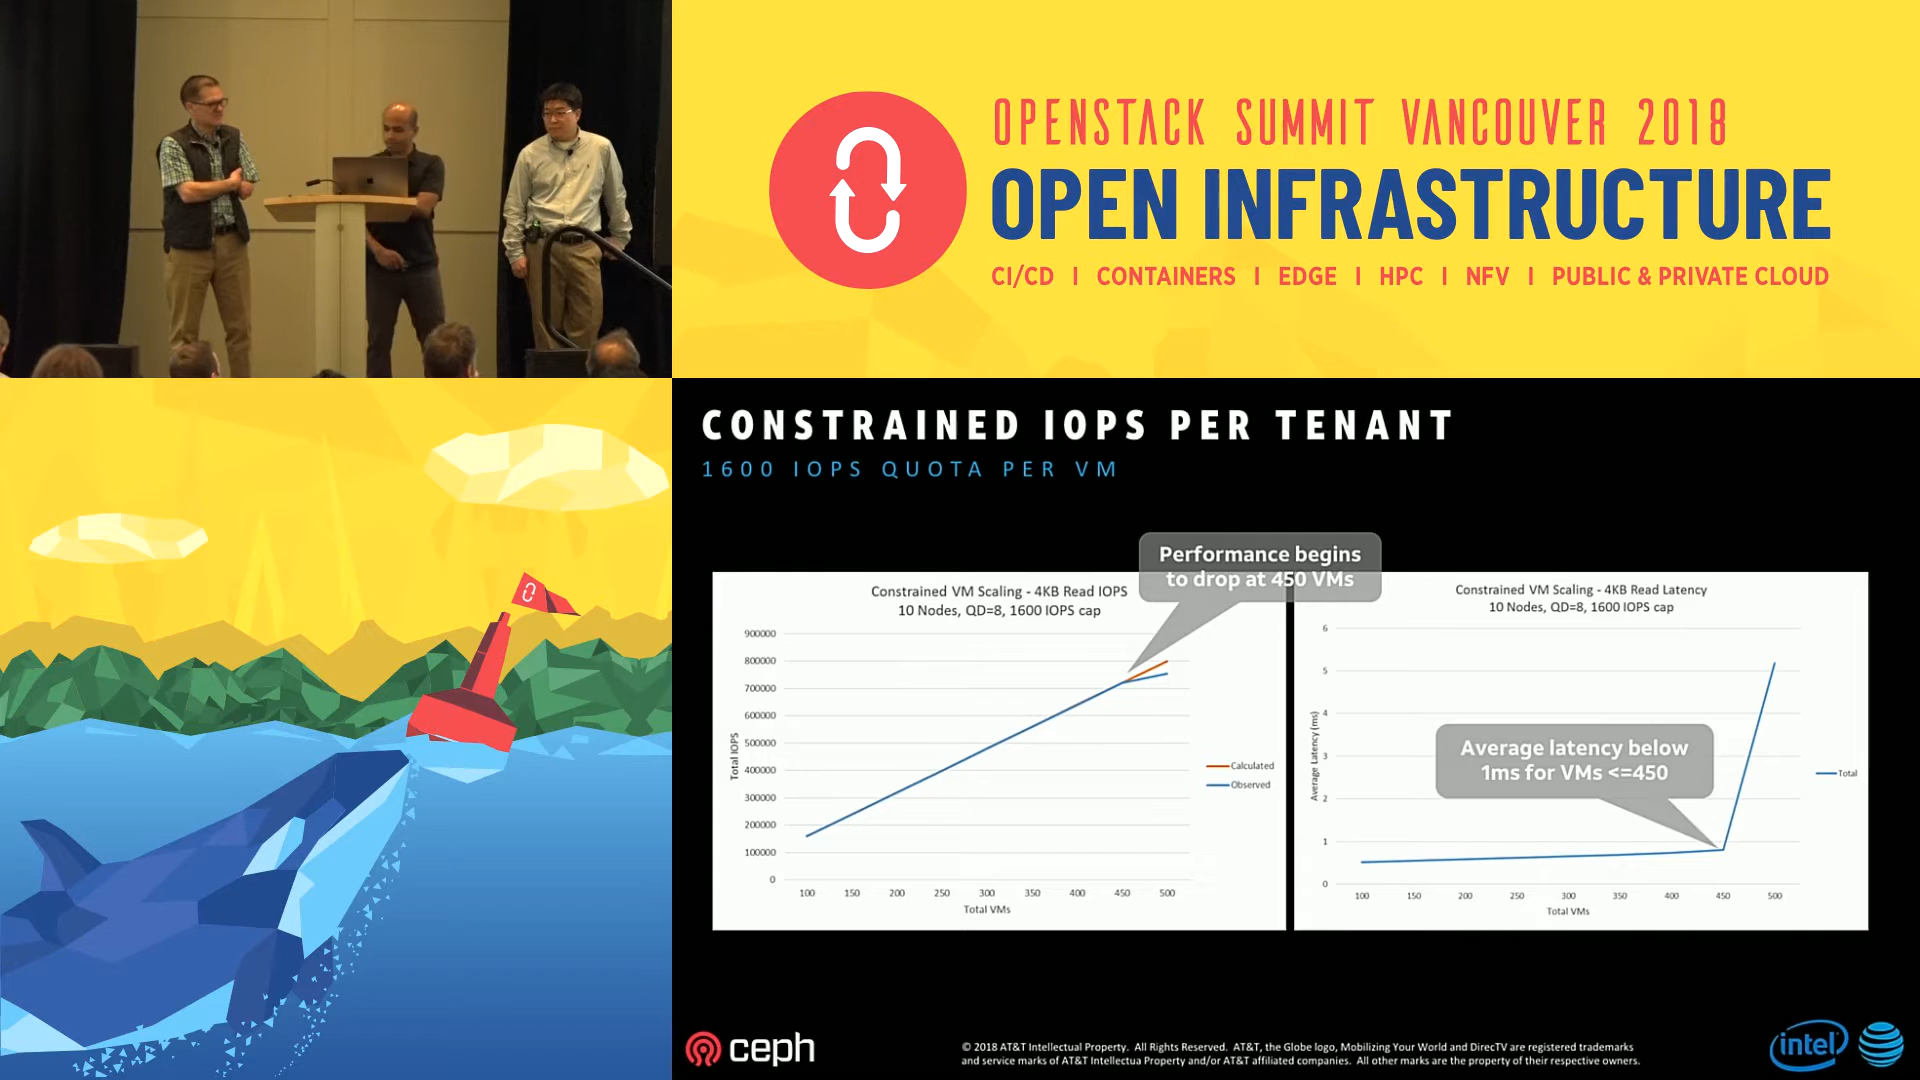 OPENSTACK SUMMIT VANCOUVER 2018
OPEN INFRASTRUCTURE
CI/CD I CONTAINERS I EDGE I HPC I NFV I PUBLIC & PRIVATE CLOUD
CONSTRAINED IOPS PER TENANT
1600 IOPS QUOTA PER VM
Performance begins
to drop at 450 VMs
Constrained VM Scaling - 4KB Read IOPS
10 Nodes, QD=8, 1600 IOPS cap
900000
800000
700000
600000
500000
400000
300000
200000
100000
0
Total IOPS
100 150 200 250 300 350 400 450 500
Total VMs
Calculated
Observed
Constrained VM Scaling - 4KB Read Latency
10 Nodes, QD=8, 1600 IOPS cap
6
5
4
3
2
1
0
Average Latency (ms)
Average latency below
1ms for VMs <=450
100 150 200 250 300 350 400 450 500
Total VMs
Total
ceph
© 2018 AT&T Intellectual Property. All Rights Reserved. AT&T, the Globe logo, Mobilizing Your World and DirecTV are registered trademarks
and service marks of AT&T Intellectua Property and/or AT&T affiliated companies. All other marks are the property of their respective owners.
intel